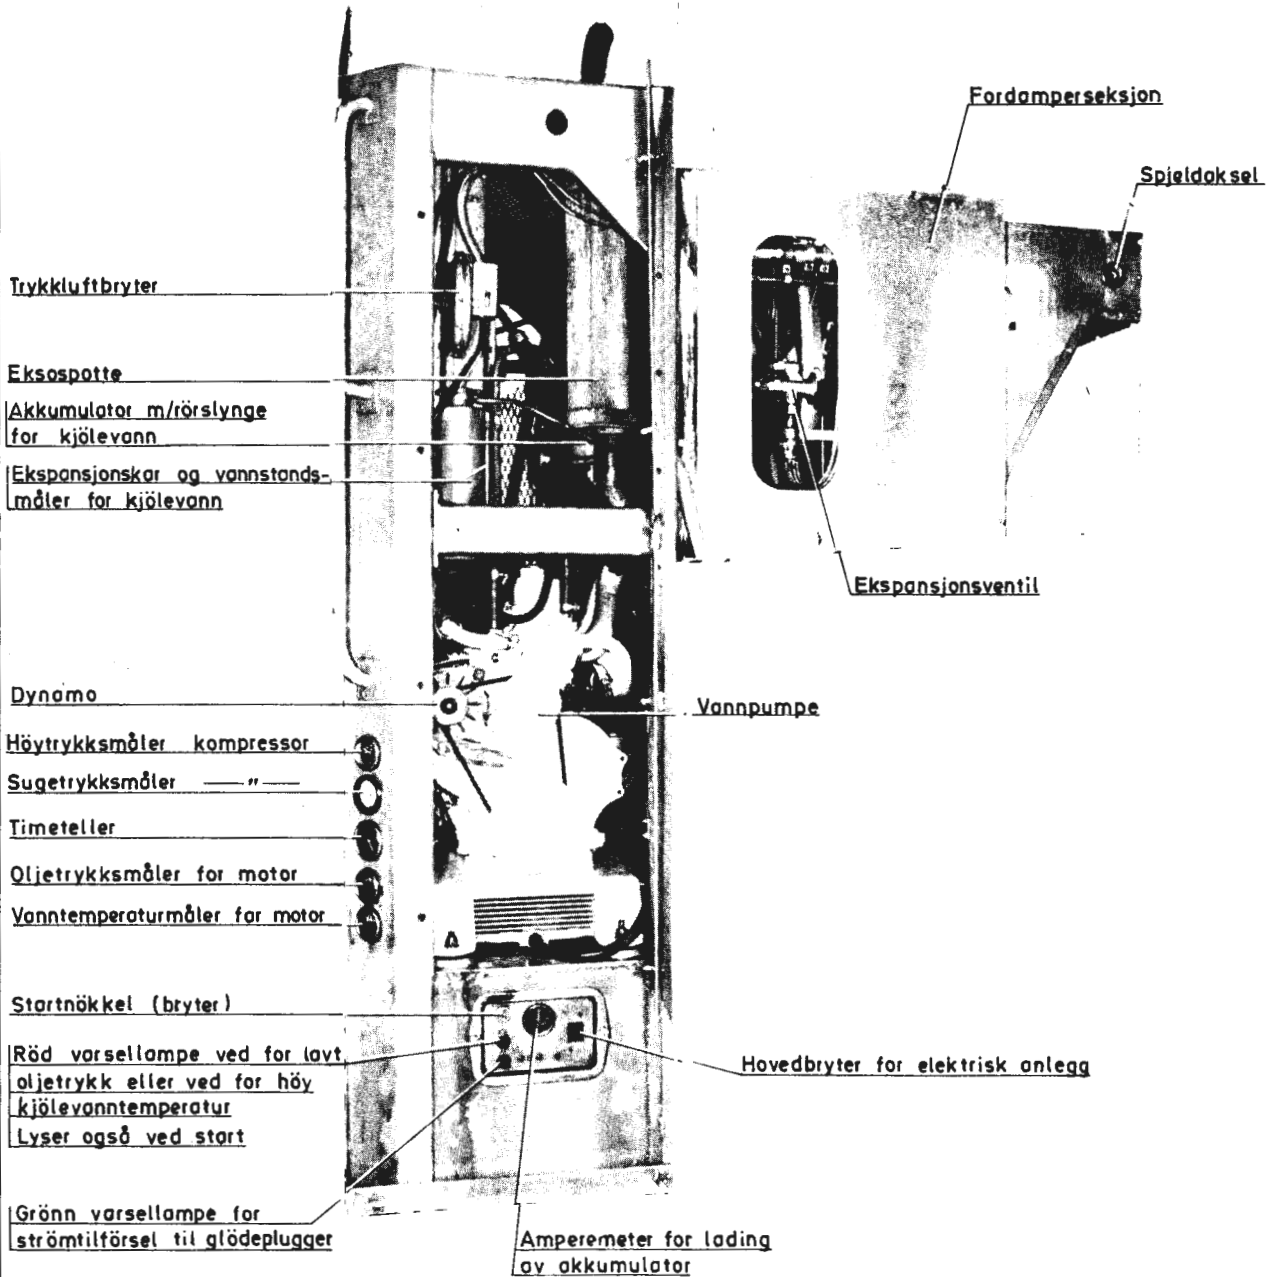 Fordamperseksjon
Spjeldaksel
Trykkluftbryter
Eksospotte
Akkumulator m/rörslynge
for kjölevann
Ekspansjonskar og vannstands-
måler for kjölevann
Ekspansjonsventil
Dynamo
Vannpumpe
Höytrykksmåler kompressor
Sugetrykksmåler — " —
Timeteller
Oljetrykksmåler for motor
Vanntemperaturmåler for motor
Startnökkel (bryter)
Röd varsellampe ved for lavt
oljetrykk eller ved for höy
kjölevanntemperatur
Lyser også ved start
Hovedbryter for elektrisk anlegg
Grönn varsellampe for
strömtilförsel til glödeplugger
Amperemeter for lading
av akkumulator